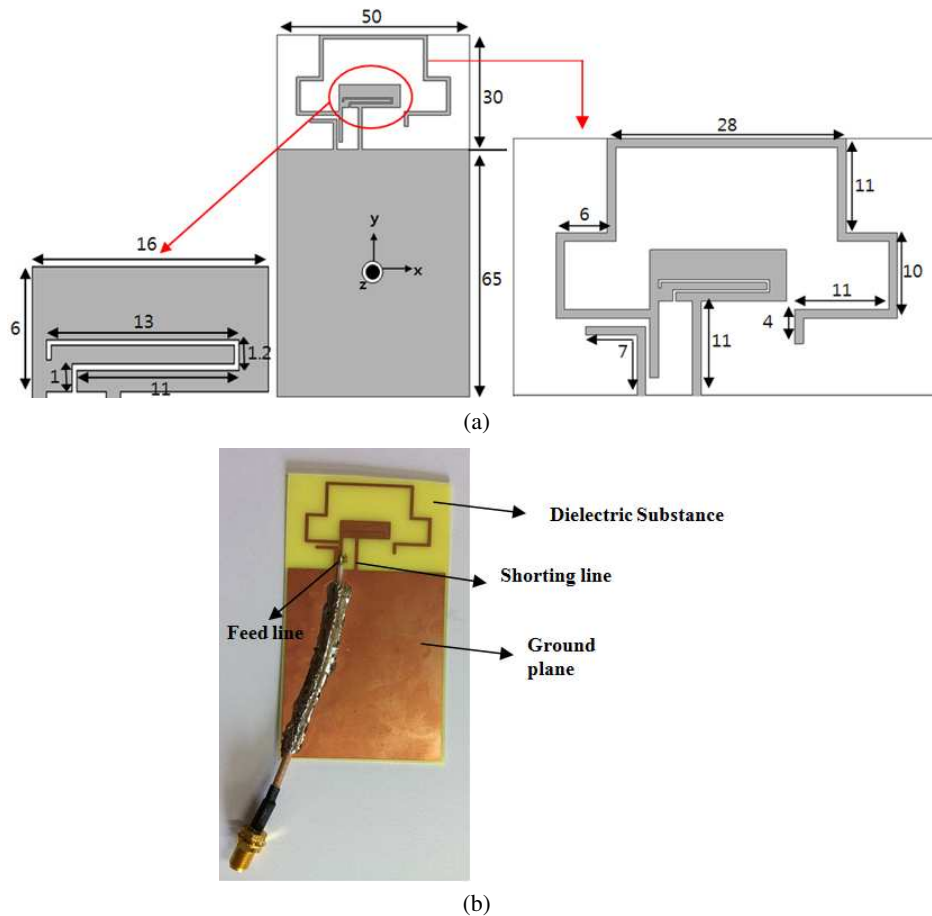 50
30
28
11
6
10
11
4
11
7
y
x
z
65
16
6
13
1.2
1
11
(a)
Dielectric Substance
Shorting line
Feed line
Ground
plane
(b)